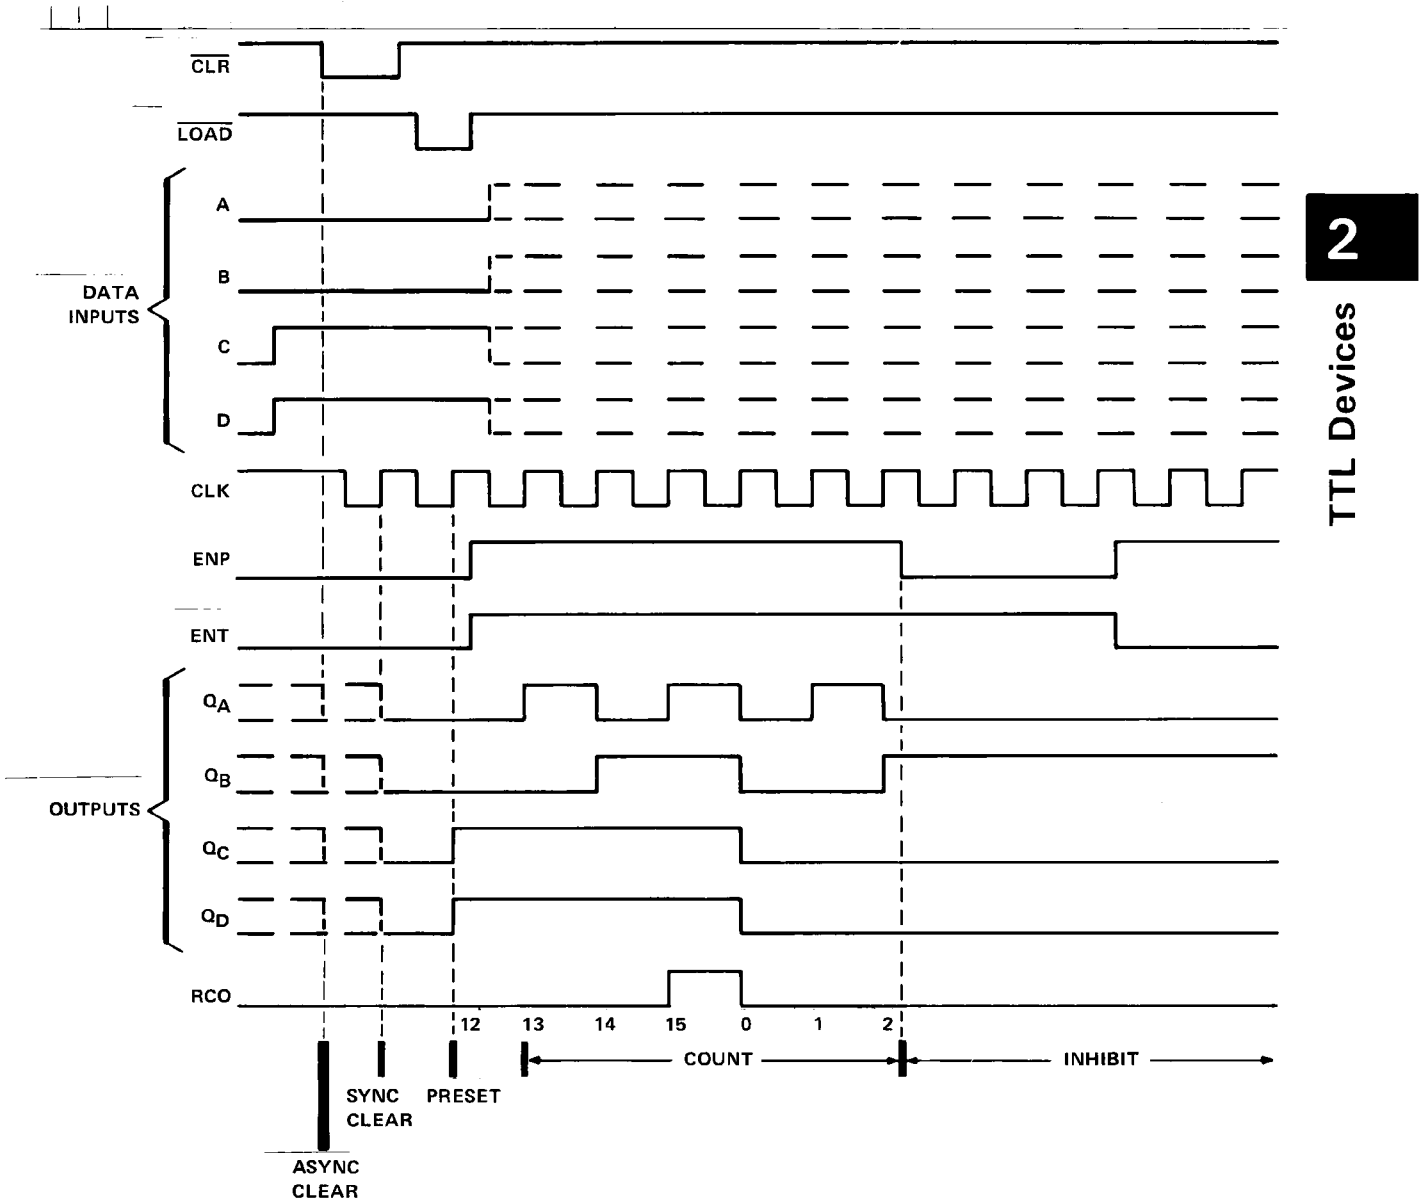 CLR
LOAD
A
B
DATA
INPUTS
C
D
CLK
ENP
ENT
QA
QB
OUTPUTS
QC
QD
RCO
12 13 14 15 0 1 2
COUNT INHIBIT
SYNC
CLEAR
PRESET
ASYNC
CLEAR
2
TTL Devices